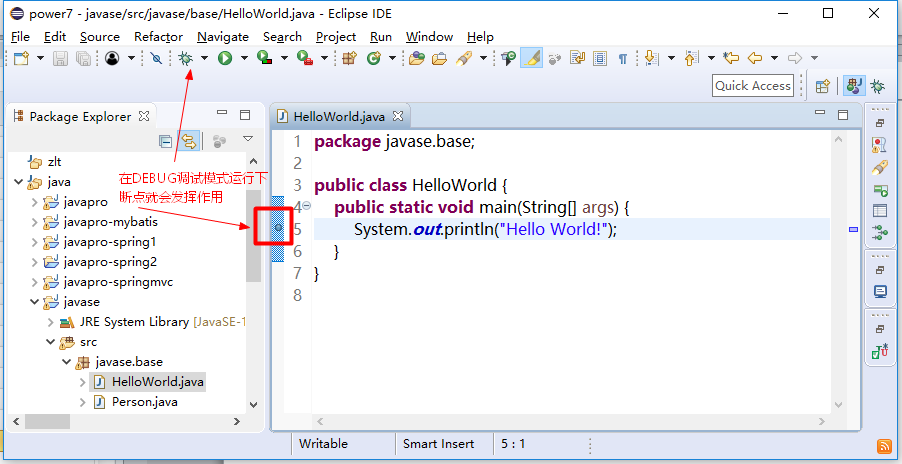 power7 - javase/src/javase/base/HelloWorld.java - Eclipse IDE
File Edit Source Refactor Navigate Search Project Run Window Help
Quick Access
Package Explorer
zlt
java
javapro
javapro-mybatis
javapro-spring1
javapro-spring2
javapro-springmvc
javase
JRE System Library [JavaSE-1
src
javase.base
HelloWorld.java
Person.java
在DEBUG调试模式运行下
断点就会发挥作用
HelloWorld.java
1 package javase.base;
2
3 public class HelloWorld {
4 public static void main(String[] args) {
5 System.out.println("Hello World!");
6 }
7 }
8
Writable Smart Insert 5 : 1